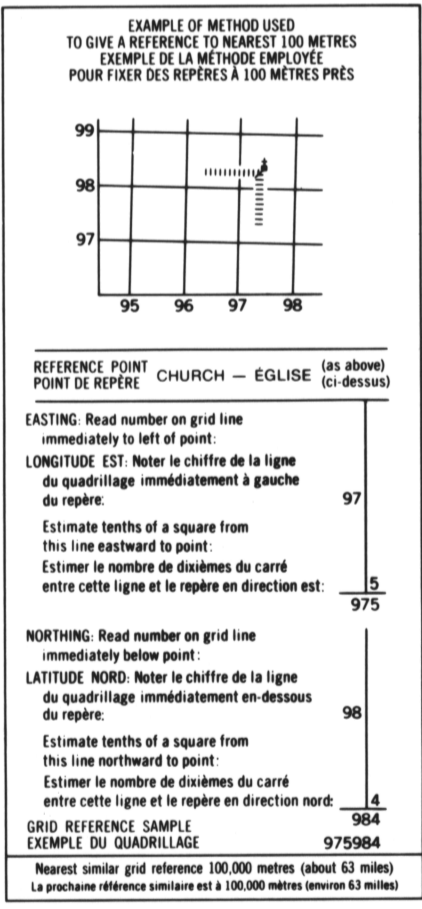 EXAMPLE OF METHOD USED
TO GIVE A REFERENCE TO NEAREST 100 METRES
EXEMPLE DE LA MÉTHODE EMPLOYÉE
POUR FIXER DES REPÈRES À 100 MÈTRES PRÈS
99
98
97
95 96 97 98
REFERENCE POINT
POINT DE REPÈRE
CHURCH — ÉGLISE
(as above)
(ci-dessus)
EASTING: Read number on grid line
immediately to left of point:
LONGITUDE EST: Noter le chiffre de la ligne
du quadrillage immédiatement à gauche
du repère: 97
Estimate tenths of a square from
this line eastward to point:
Estimer le nombre de dixièmes du carré
entre cette ligne et le repère en direction est: 5
975
NORTHING: Read number on grid line
immediately below point:
LATITUDE NORD: Noter le chiffre de la ligne
du quadrillage immédiatement en-dessous
du repère: 98
Estimate tenths of a square from
this line northward to point:
Estimer le nombre de dixièmes du carré
entre cette ligne et le repère en direction nord: 4
984
GRID REFERENCE SAMPLE
EXEMPLE DU QUADRILLAGE 975984
Nearest similar grid reference 100,000 metres (about 63 miles)
La prochaine référence similaire est à 100,000 mètres (environ 63 milles)